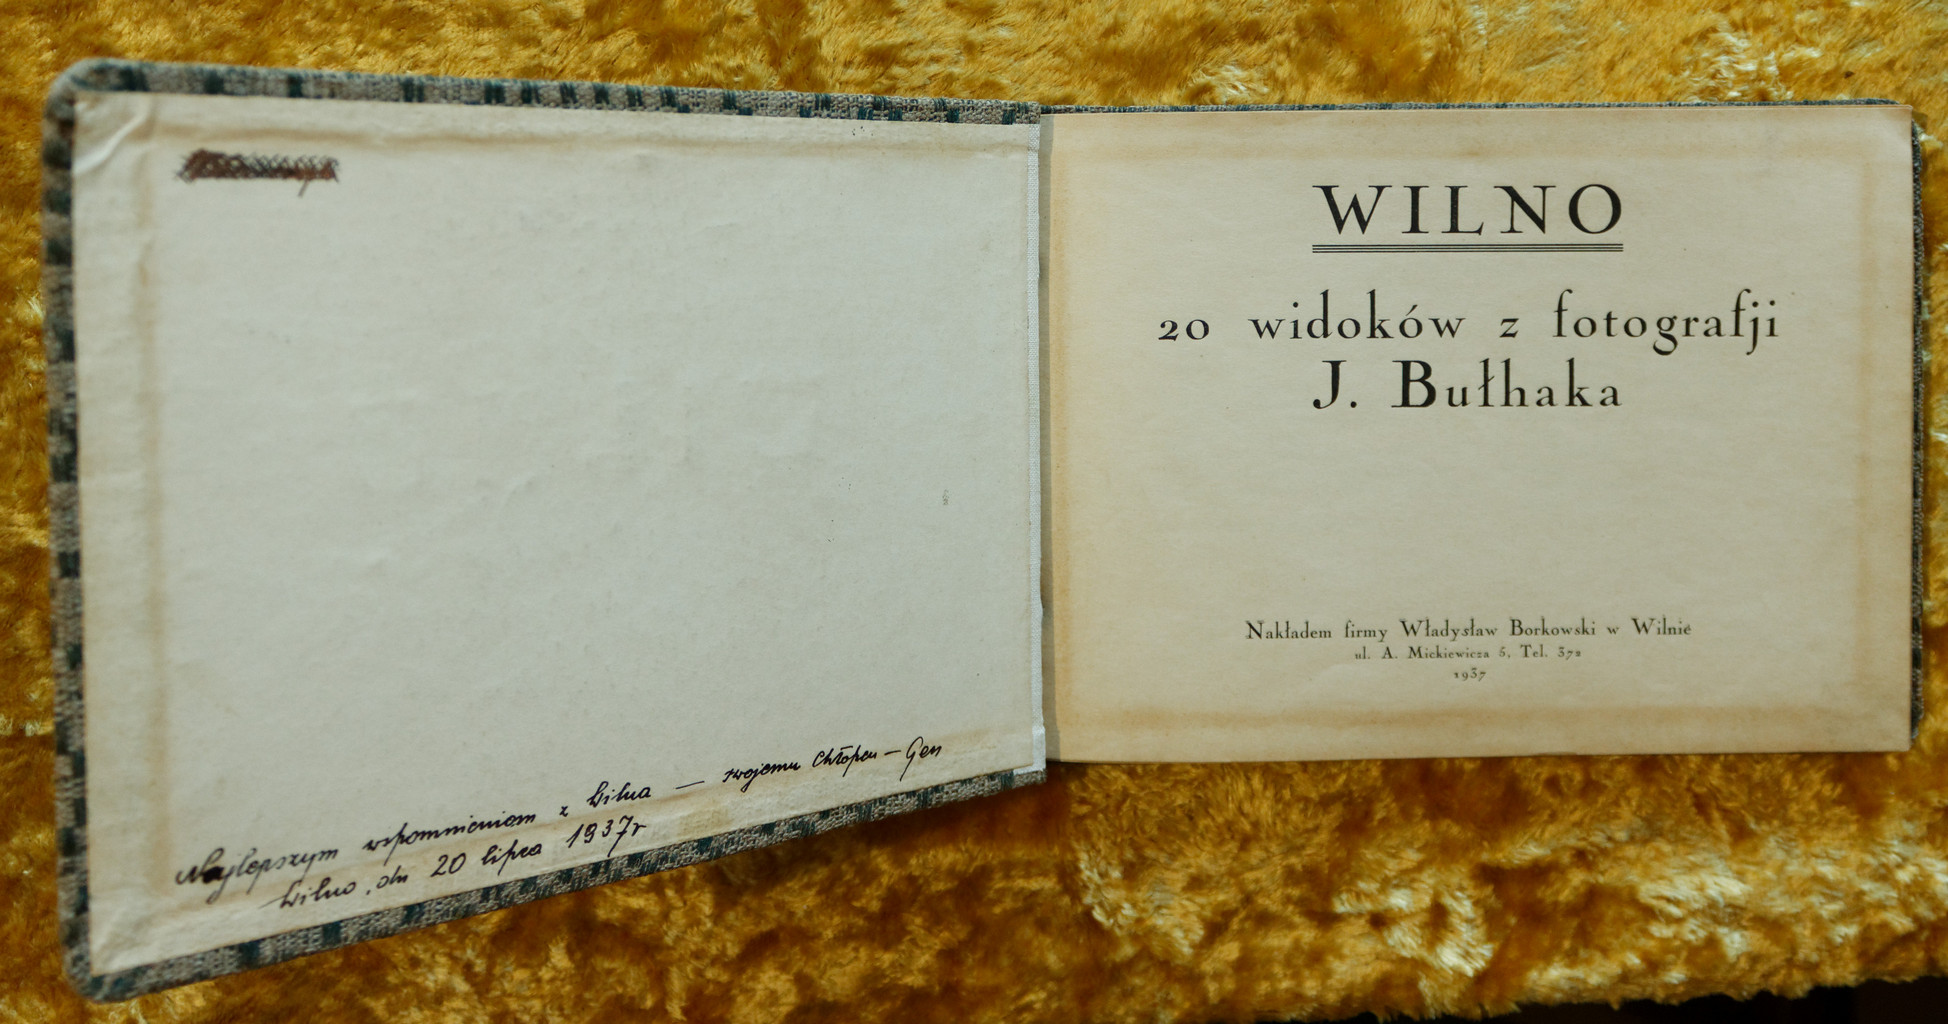 Najlepszym wspomnieniom z Wilna — swojemu Chłopcu — Gen
Wilno, dn 20 lipca 1937r
WILNO
20 widoków z fotografji
J. Bułhaka
Nakładem firmy Władysław Borkowski w Wilnie
ul. A. Mickiewicza 5, Tel. 372
1937